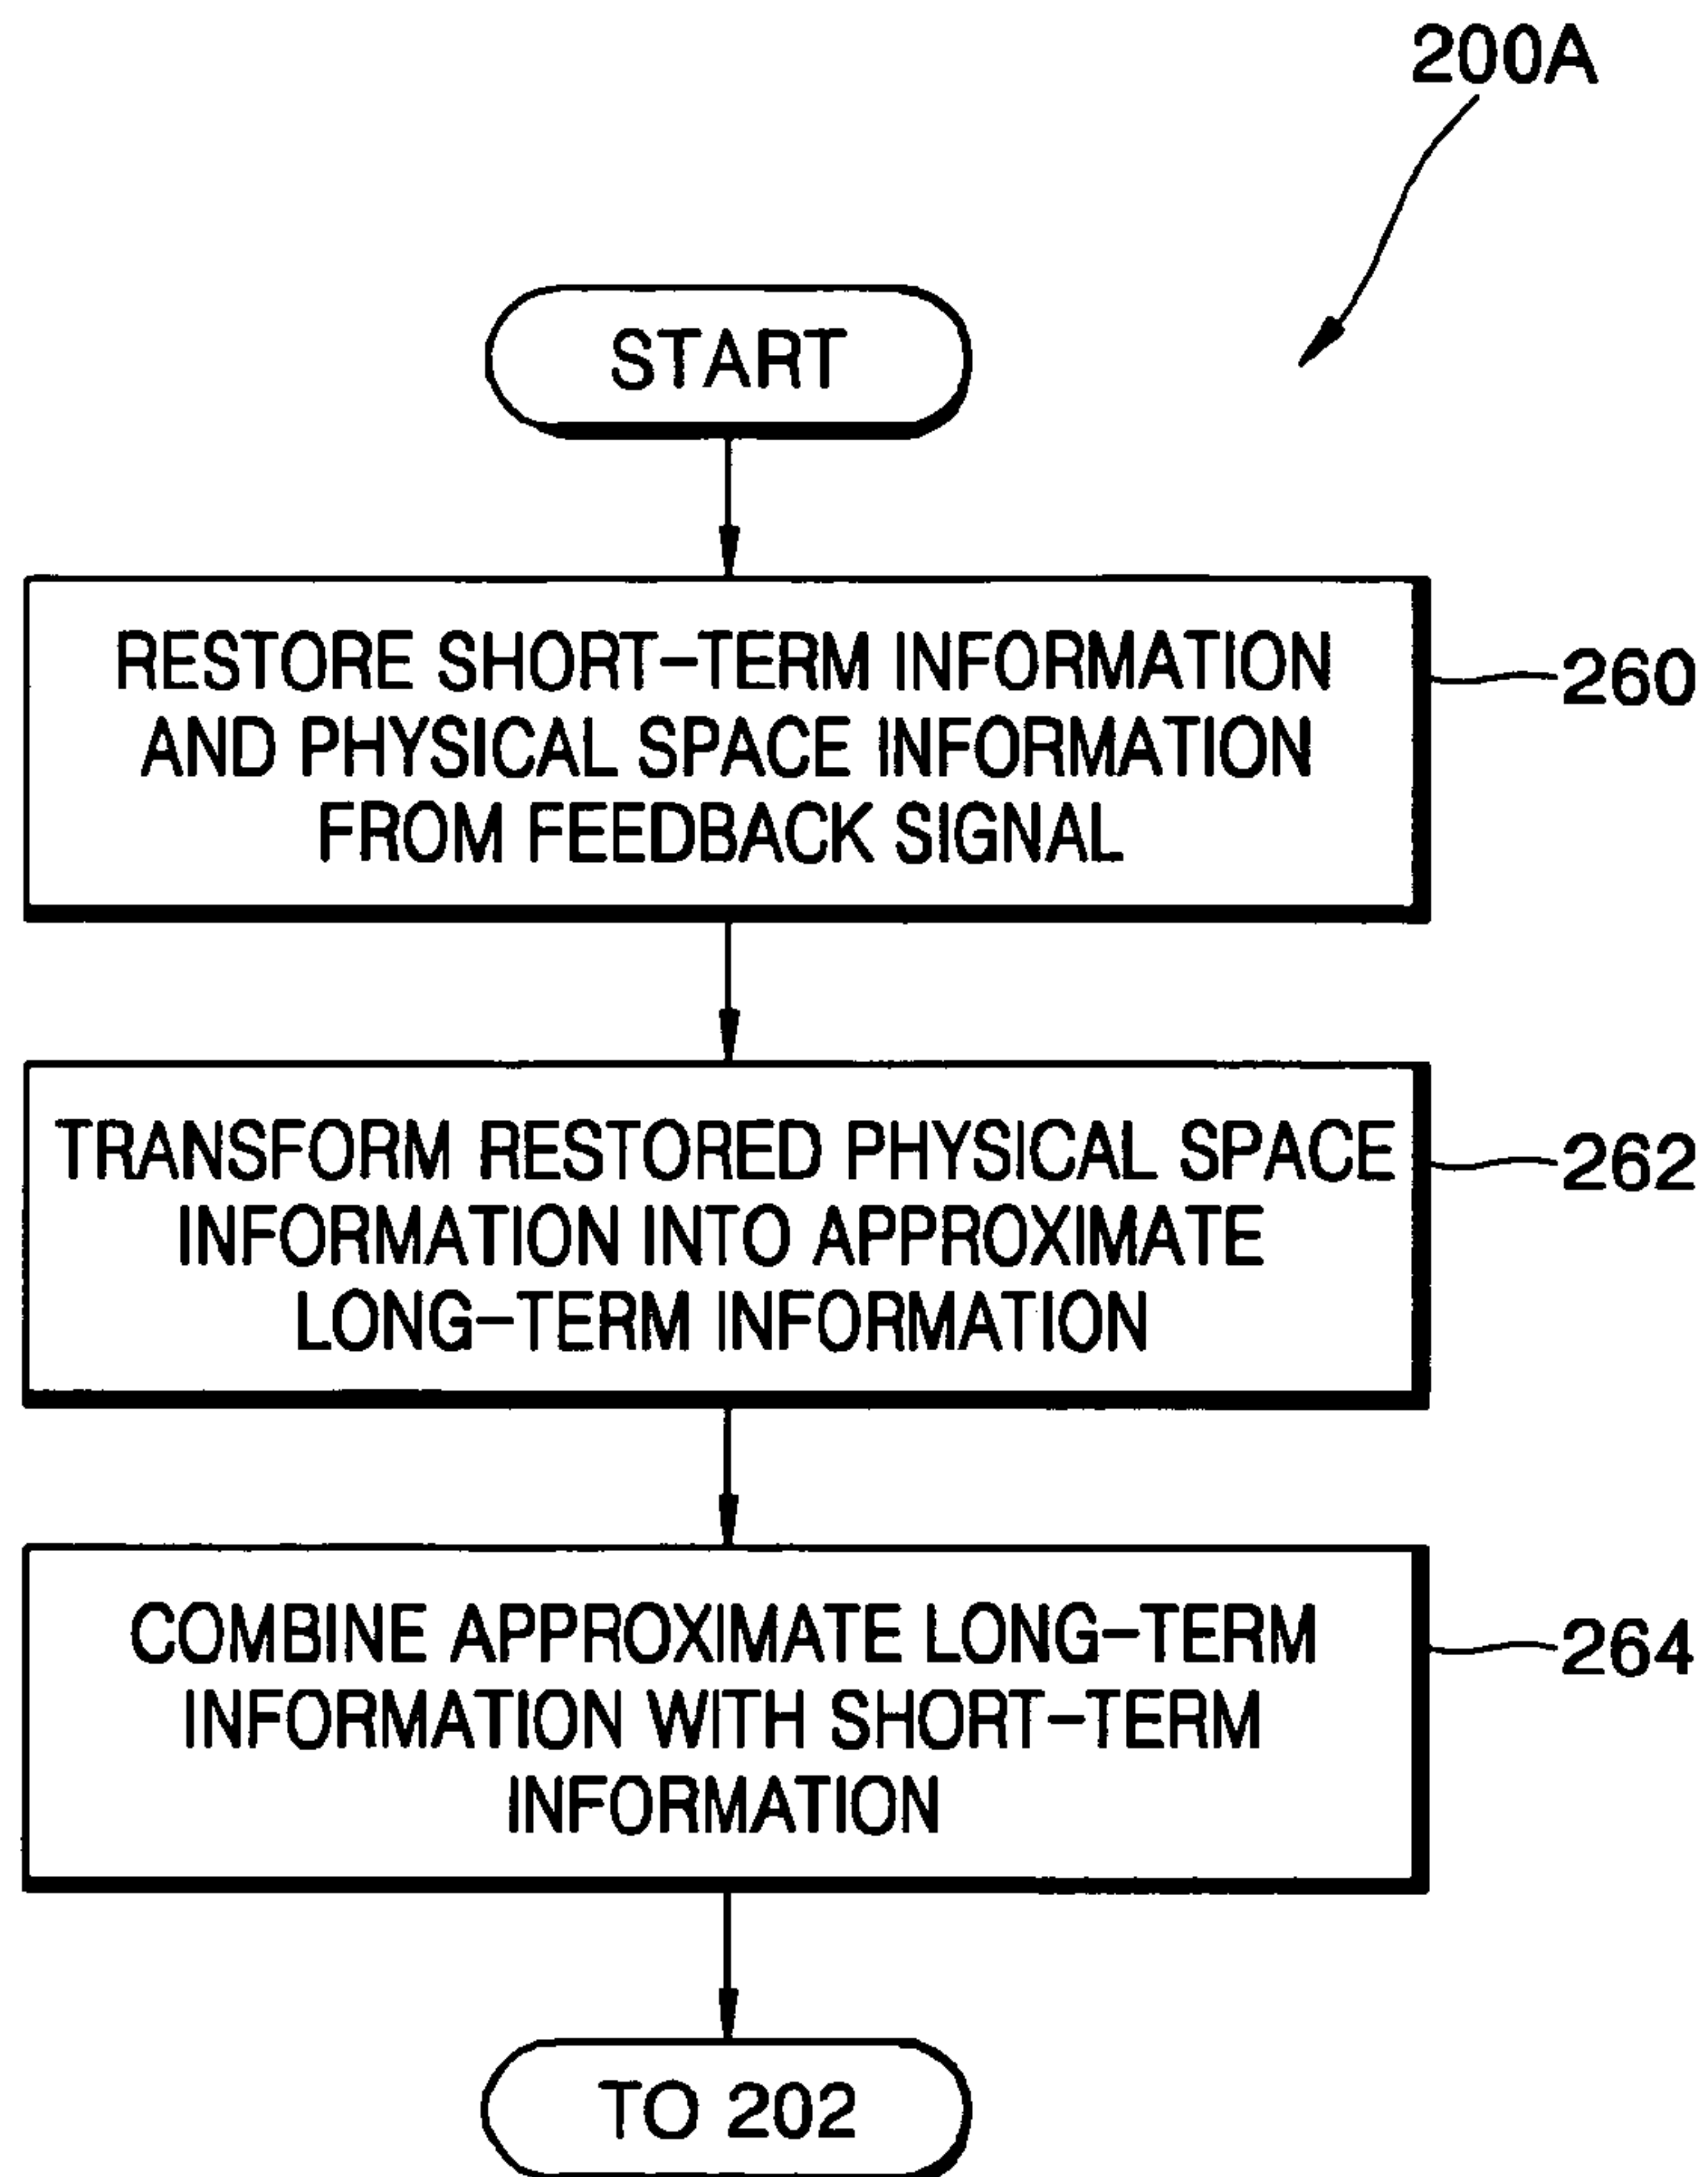 200A
START
RESTORE SHORT-TERM INFORMATION
AND PHYSICAL SPACE INFORMATION
FROM FEEDBACK SIGNAL
260
TRANSFORM RESTORED PHYSICAL SPACE
INFORMATION INTO APPROXIMATE
LONG-TERM INFORMATION
262
COMBINE APPROXIMATE LONG-TERM
INFORMATION WITH SHORT-TERM
INFORMATION
264
TO 202